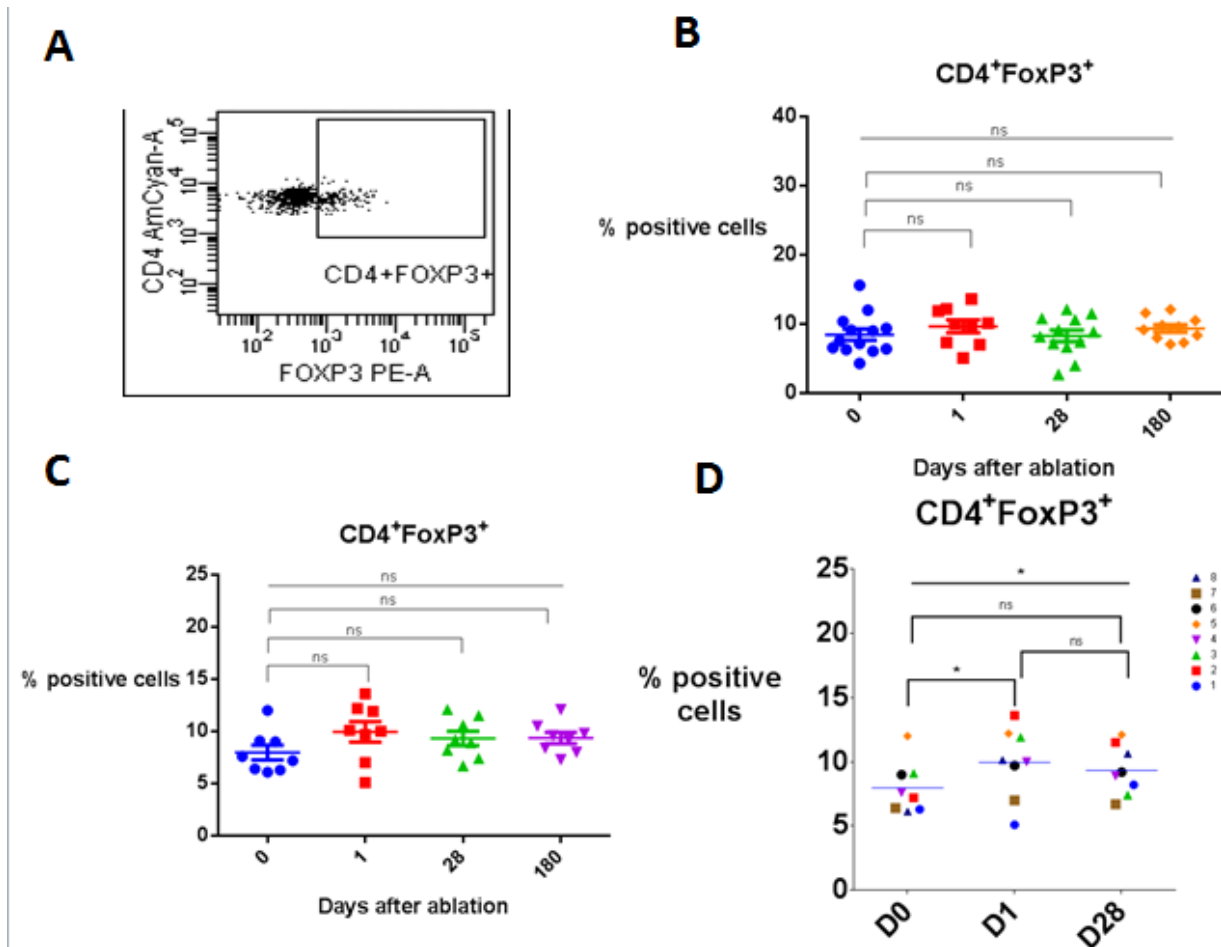 A
CD4 AmCyan-A
10^5
10^4
10^3
10^2
CD4+FOXP3+
10^2 10^3 10^4 10^5
FOXP3 PE-A
B
CD4+FoxP3+
% positive cells
40
30
20
10
0
ns
ns
ns
ns
0 1 28 180
Days after ablation
C
CD4+FoxP3+
% positive cells
25
20
15
10
5
0
ns
ns
ns
ns
0 1 28 180
Days after ablation
D
CD4+FoxP3+
% positive
cells
25
20
15
10
5
0
*
ns
ns
*
8
7
6
5
4
3
2
1
D0 D1 D28